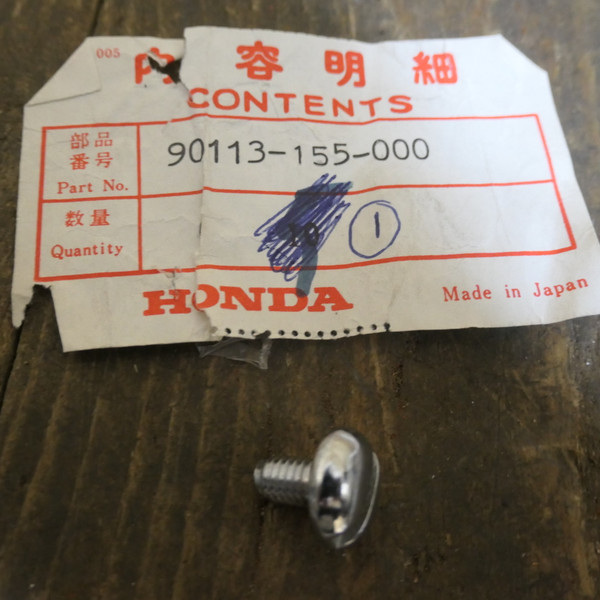 005
内容明細
CONTENTS
部品
番号
Part No.
90113-155-000
数量
Quantity
10 1
HONDA
Made in Japan